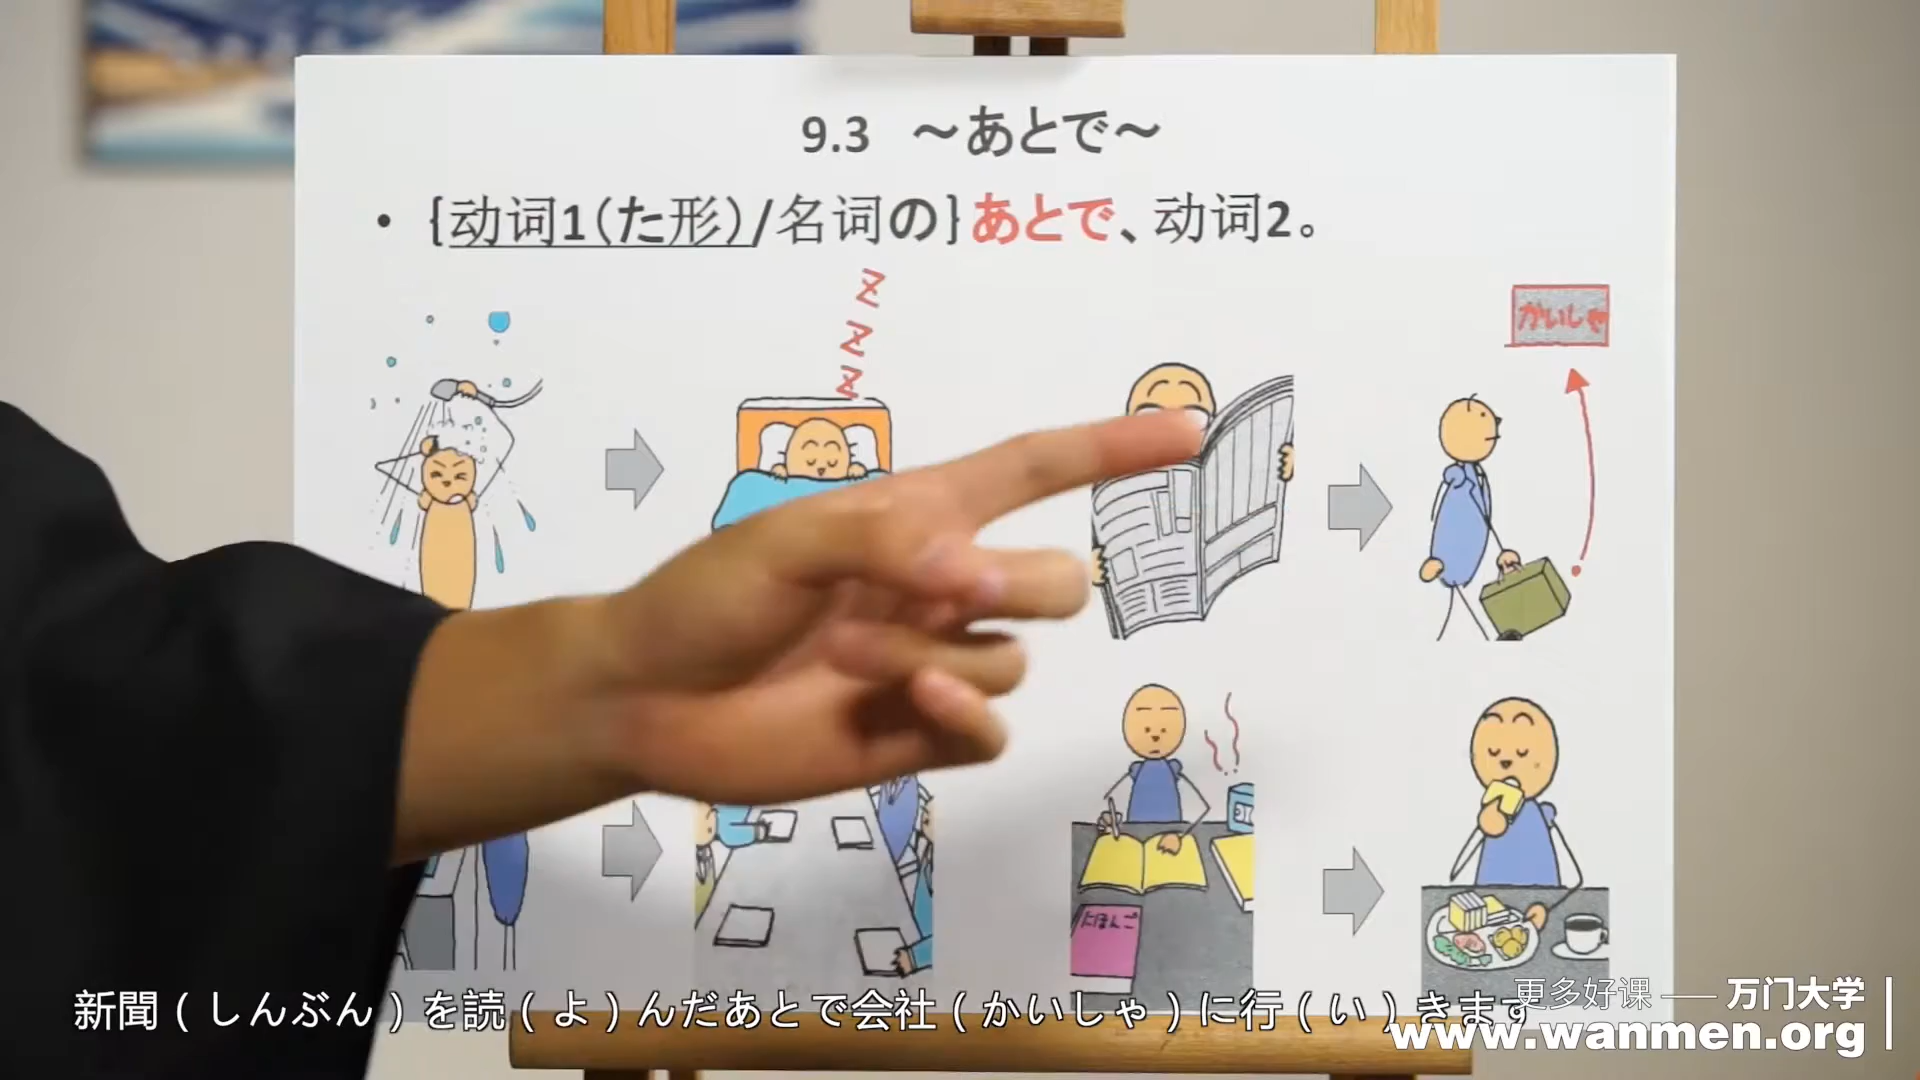 9.3 ～あとで～
• {动词1(た形)/名词の}あとで、动词2。
z
z
z
かいしゃ
にほんご
新聞(しんぶん)を読(よ)んだあとで会社(かいしゃ)に行(い)きます
更多好课 —— 万门大学
www.wanmen.org